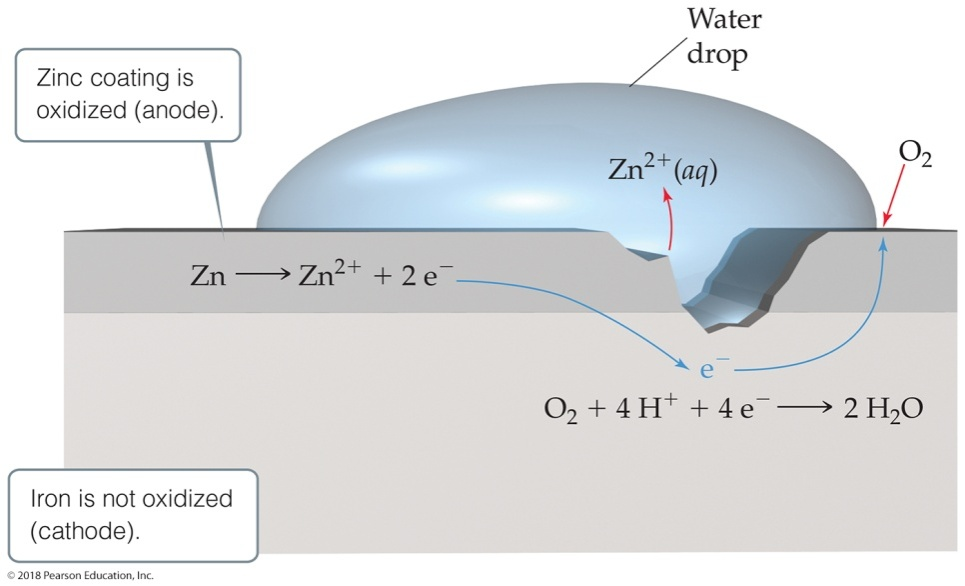 Water
drop
Zinc coating is
oxidized (anode).
O₂
Zn²⁺(aq)
Zn ⟶ Zn²⁺ + 2 e⁻
e⁻
O₂ + 4 H⁺ + 4 e⁻ ⟶ 2 H₂O
Iron is not oxidized
(cathode).
© 2018 Pearson Education, Inc.